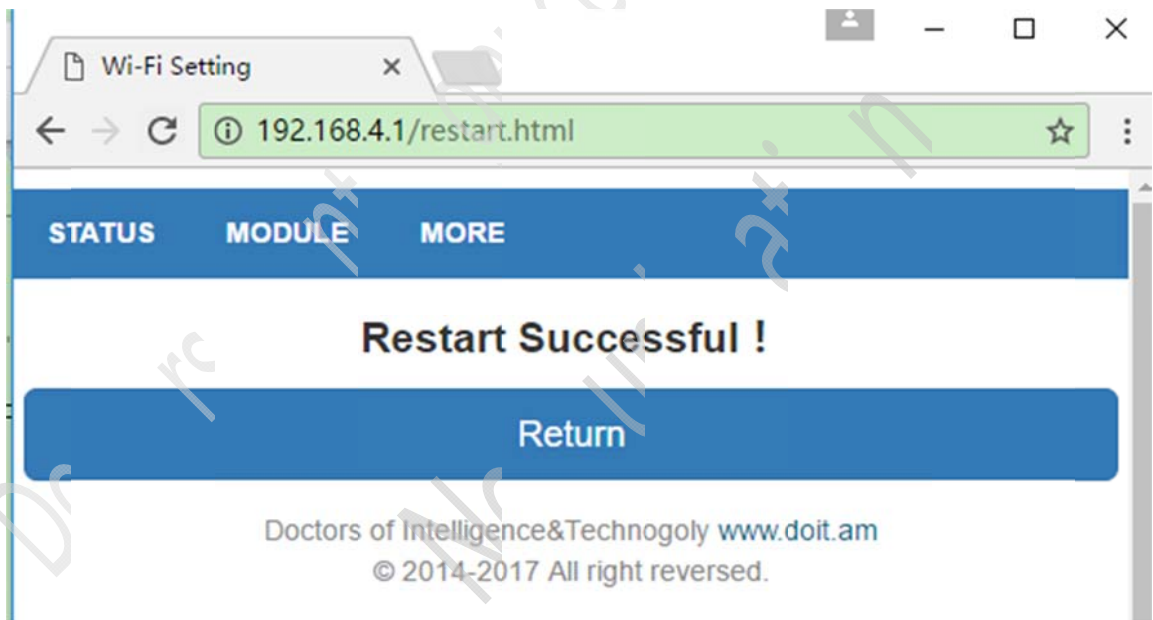 Wi-Fi Setting
192.168.4.1/restart.html
STATUS MODULE MORE
Restart Successful！
Return
Doctors of Intelligence&Technogoly www.doit.am
© 2014-2017 All right reversed.